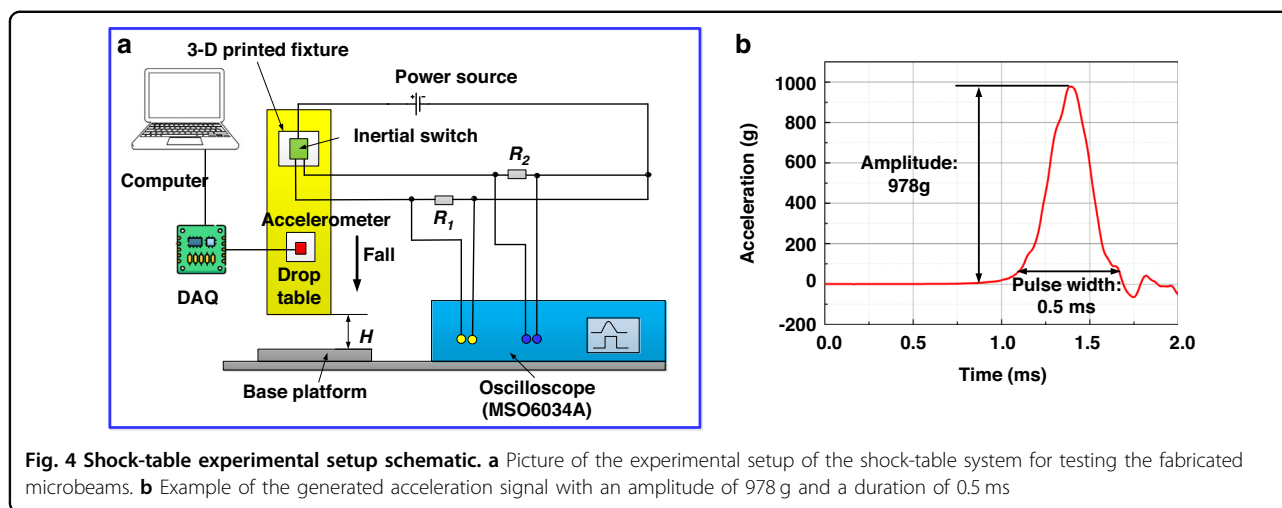 a
3-D printed fixture
Power source
+ -
Inertial switch
R2
Computer
R1
Accelerometer
Fall
Drop
table
DAQ
H
Base platform
Oscilloscope
(MSO6034A)
b
1000
800
600
400
200
0
-200
Acceleration (g)
Amplitude:
978g
Pulse width:
0.5 ms
0.0 0.5 1.0 1.5 2.0
Time (ms)
Fig. 4 Shock-table experimental setup schematic. a Picture of the experimental setup of the shock-table system for testing the fabricated
microbeams. b Example of the generated acceleration signal with an amplitude of 978 g and a duration of 0.5 ms